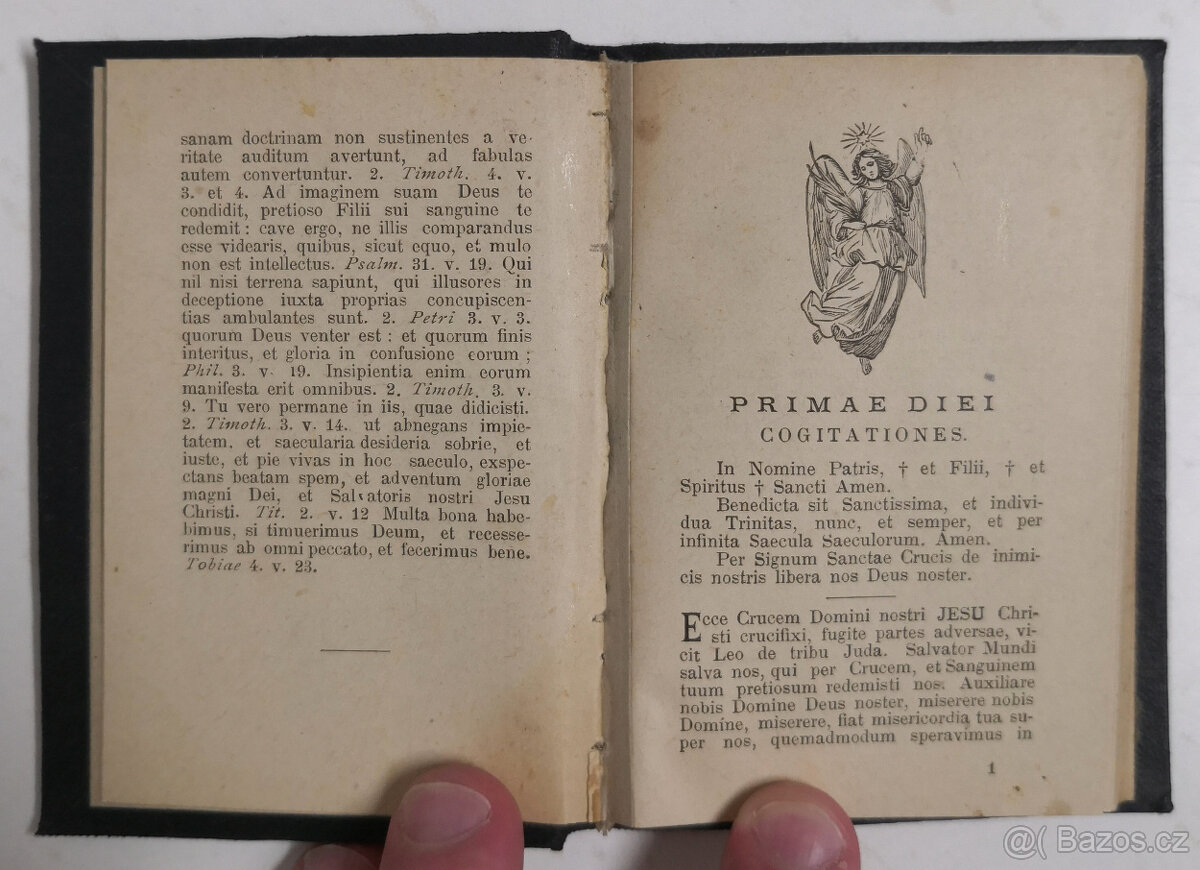 sanam doctrinam non sustinentes a ve-
ritate auditum avertunt, ad fabulas
autem convertuntur. 2. Timoth. 4. v.
3. et 4. Ad imaginem suam Deus te
condidit, pretioso Filii sui sanguine te
redemit : cave ergo, ne illis comparandus
esse videaris, quibus, sicut equo, et mulo
non est intellectus. Psalm. 31. v. 19. Qui
nil nisi terrena sapiunt, qui illusores in
deceptione iuxta proprias concupiscen-
tias ambulantes sunt. 2. Petri 3. v. 3.
quorum Deus venter est : et quorum finis
interitus, et gloria in confusione eorum ;
Phil. 3. v. 19. Insipientia enim eorum
manifesta erit omnibus. 2. Timoth. 3. v.
9. Tu vero permane in iis, quae didicisti.
2. Timoth. 3. v. 14. ut abnegans impie-
tatem, et saecularia desideria sobrie, et
iuste, et pie vivas in hoc saeculo, exspe-
ctans beatam spem, et adventum gloriae
magni Dei, et Salvatoris nostri Jesu
Christi. Tit. 2. v. 12 Multa bona habe-
bimus, si timuerimus Deum, et recesse-
rimus ab omni peccato, et fecerimus bene.
Tobiae 4. v. 23.
PRIMAE DIEI
COGITATIONES.
In Nomine Patris, † et Filii, † et
Spiritus † Sancti Amen.
Benedicta sit Sanctissima, et indivi-
dua Trinitas, nunc, et semper, et per
infinita Saecula Saeculorum. Amen.
Per Signum Sanctae Crucis de inimi-
cis nostris libera nos Deus noster.
Ecce Crucem Domini nostri JESU Chri-
sti crucifixi, fugite partes adversae, vi-
cit Leo de tribu Juda. Salvator Mundi
salva nos, qui per Crucem, et Sanguinem
tuum pretiosum redemisti nos. Auxiliare
nobis Domine Deus noster, miserere nobis
Domine, miserere, fiat misericordia tua su-
per nos, quemadmodum speravimus in
1
@( Bazos.cz